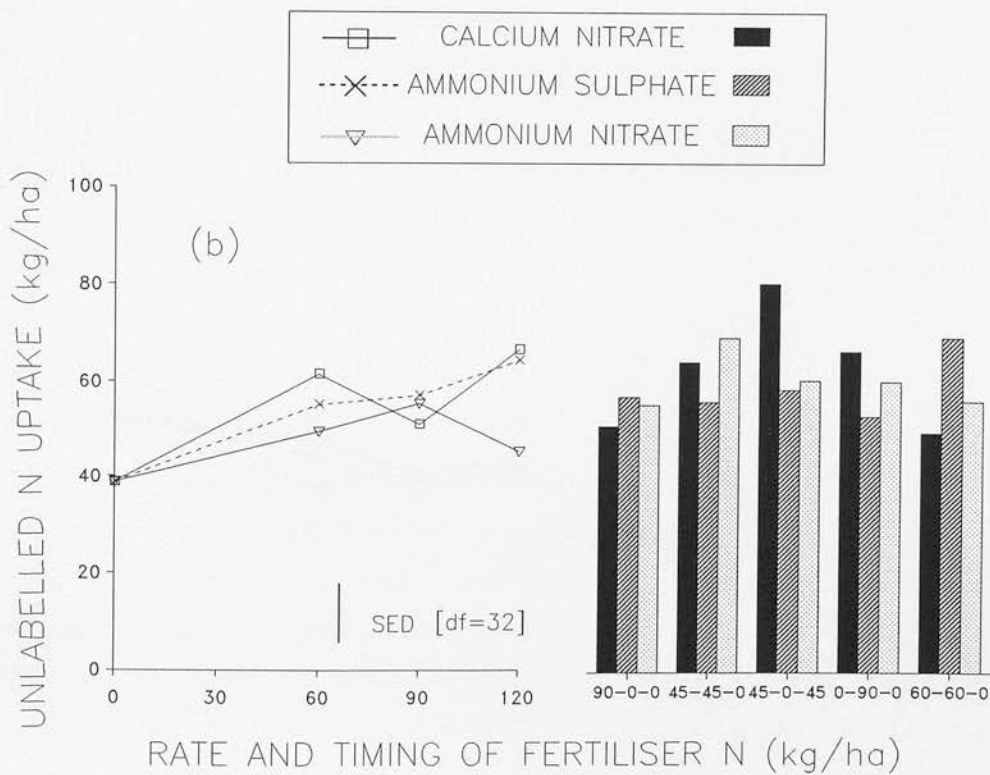 CALCIUM NITRATE
AMMONIUM SULPHATE
AMMONIUM NITRATE
UNLABELLED N UPTAKE (kg/ha)
100
80
60
40
20
0
(b)
SED [df=32]
0 30 60 90 120
90-0-0 45-45-0 45-0-45 0-90-0 60-60-0
RATE AND TIMING OF FERTILISER N (kg/ha)